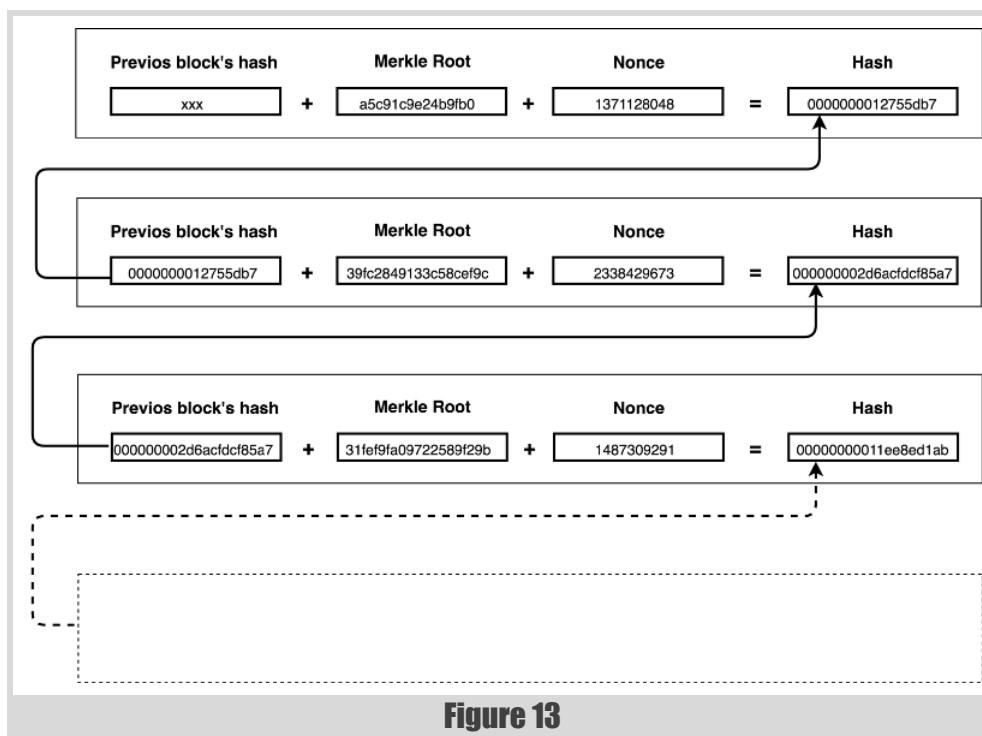 Previos block's hash Merkle Root Nonce Hash
xxx + a5c91c9e24b9fb0 + 1371128048 = 0000000012755db7
Previos block's hash Merkle Root Nonce Hash
0000000012755db7 + 39fc2849133c58cef9c + 2338429673 = 000000002d6acfdcf85a7
Previos block's hash Merkle Root Nonce Hash
000000002d6acfdcf85a7 + 31fef9fa09722589f29b + 1487309291 = 00000000011ee8ed1ab
Figure 13